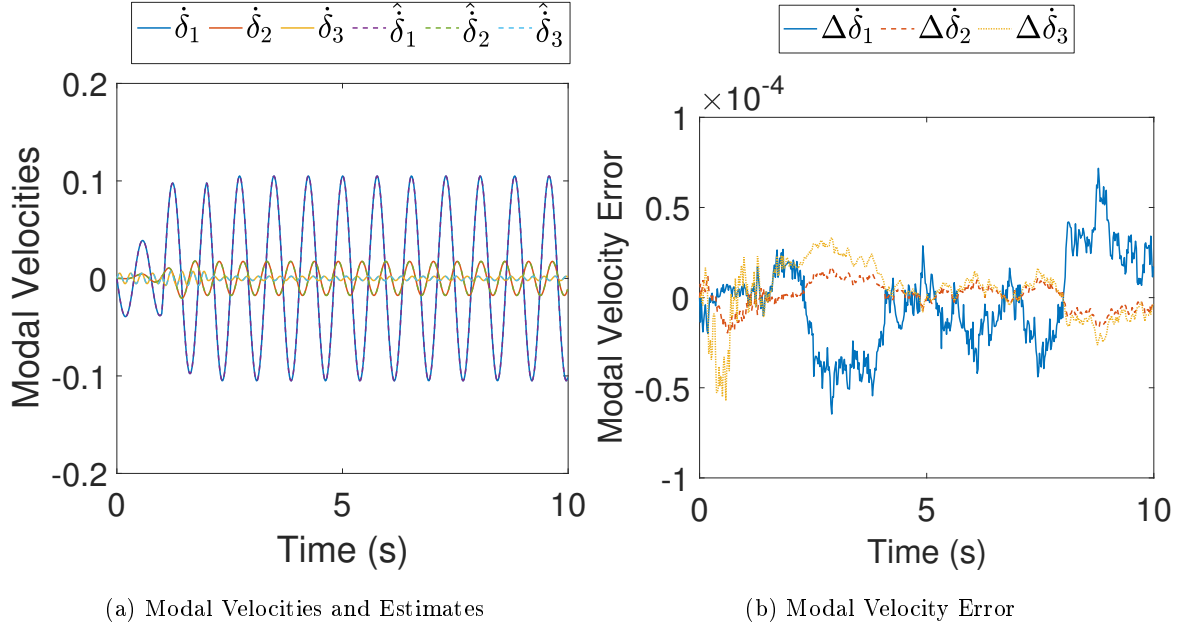 δ̇₁ δ̇₂ δ̇₃ δ̇̂₁ δ̇̂₂ δ̇̂₃
0.2
0.1
0
-0.1
-0.2
Modal Velocities
0 5 10
Time (s)
(a) Modal Velocities and Estimates
Δδ̇₁ Δδ̇₂ Δδ̇₃
×10⁻⁴
1
0.5
0
-0.5
-1
Modal Velocity Error
0 5 10
Time (s)
(b) Modal Velocity Error